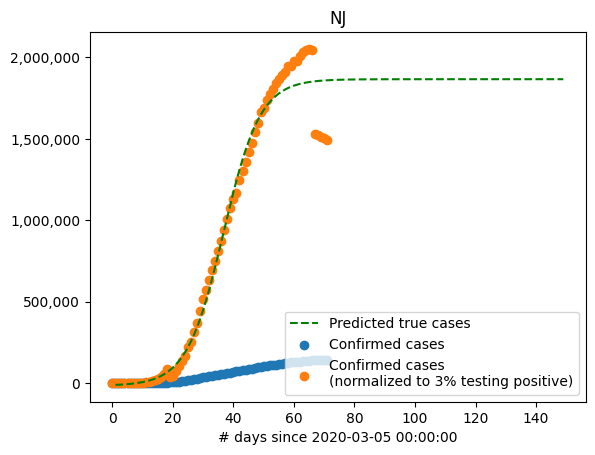 NJ
2,000,000
1,500,000
1,000,000
500,000
0
Predicted true cases
Confirmed cases
Confirmed cases
(normalized to 3% testing positive)
0 20 40 60 80 100 120 140
# days since 2020-03-05 00:00:00